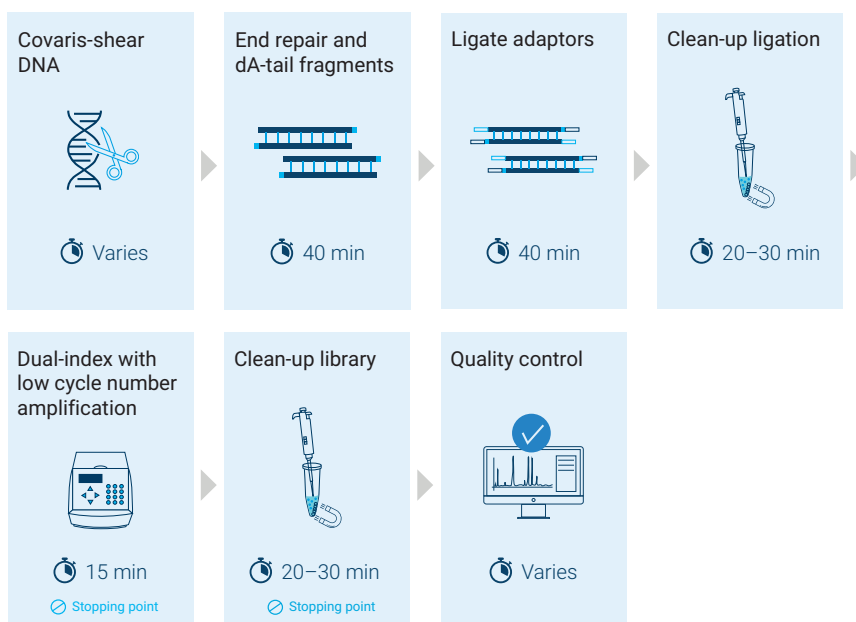 Covaris-shear
DNA
Varies
End repair and
dA-tail fragments
40 min
Ligate adaptors
40 min
Clean-up ligation
20–30 min
Dual-index with
low cycle number
amplification
15 min
Stopping point
Clean-up library
20–30 min
Stopping point
Quality control
Varies